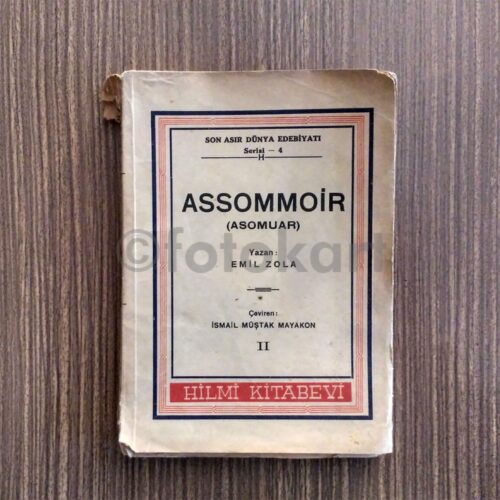 SON ASIR DÜNYA EDEBİYATI
Serisi — 4
ASSOMMOİR
(ASOMUAR)
©fotokart
Yazan:
EMİL ZOLA
Çeviren:
İSMAİL MÜŞTAK MAYAKON
II
HİLMİ KİTABEVİ